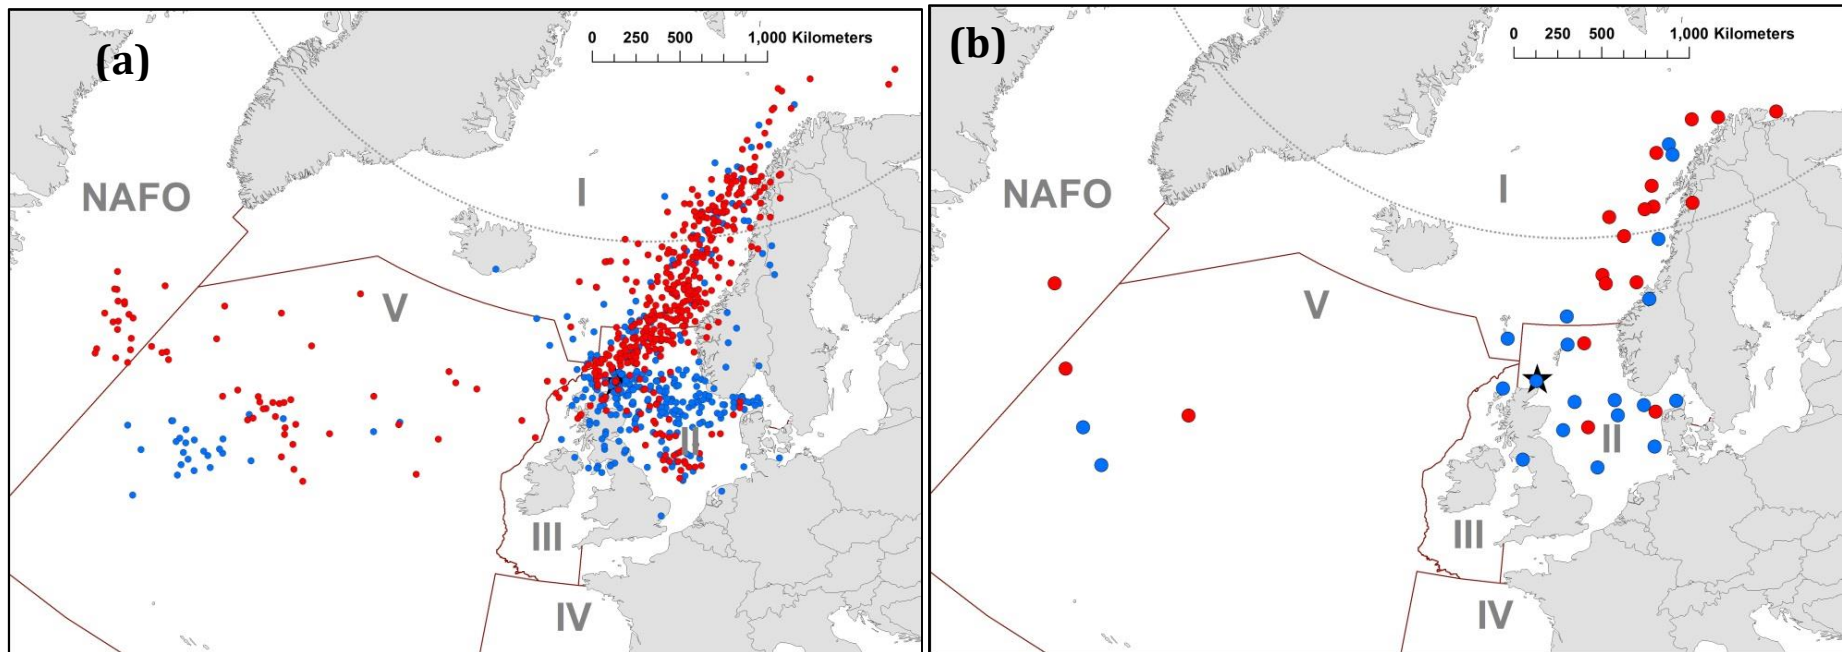 (a)
0 250 500 1,000 Kilometers
NAFO
I
V
II
III
IV
(b)
0 250 500 1,000 Kilometers
NAFO
I
V
II
III
IV